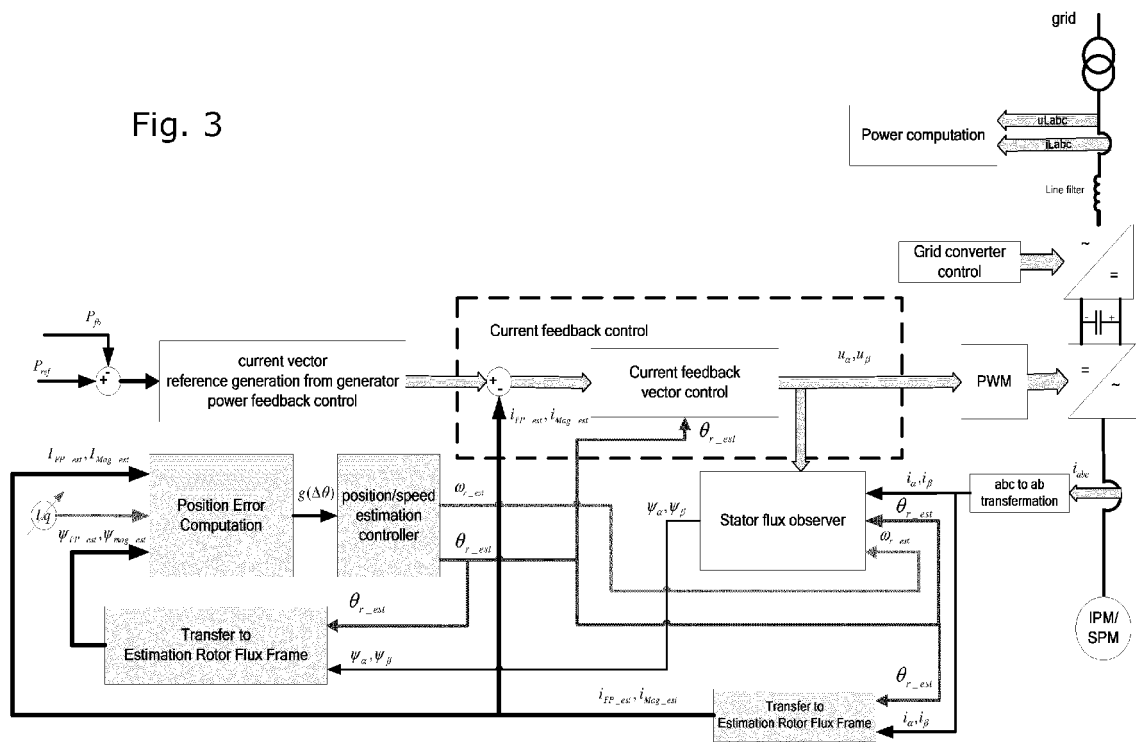 grid
Fig. 3
Power computation
uLabc
iLabc
Line filter
Grid converter
control
~
=
- +
Current feedback control
P_fb
P_ref
+ -
current vector
reference generation from generator
power feedback control
+ -
Current feedback
vector control
u_α,u_β
PWM
=
~
i_FP_est,i_Mag_est
θ_r_est
I_FP_est,I_Mag_est
Position Error
Computation
g(Δθ)
position/speed
estimation
controller
ω_r_est
θ_r_est
Lq
ψ_FP_est,ψ_mag_est
ψ_α,ψ_β
Stator flux observer
i_α,i_β
θ_r_est
ω_r_est
abc to ab
transfermation
i_abc
IPM/
SPM
Transfer to
Estimation Rotor Flux Frame
θ_r_est
ψ_α,ψ_β
i_FP_est,i_Mag_est
Transfer to
Estimation Rotor Flux Frame
θ_r_est
i_α,i_β